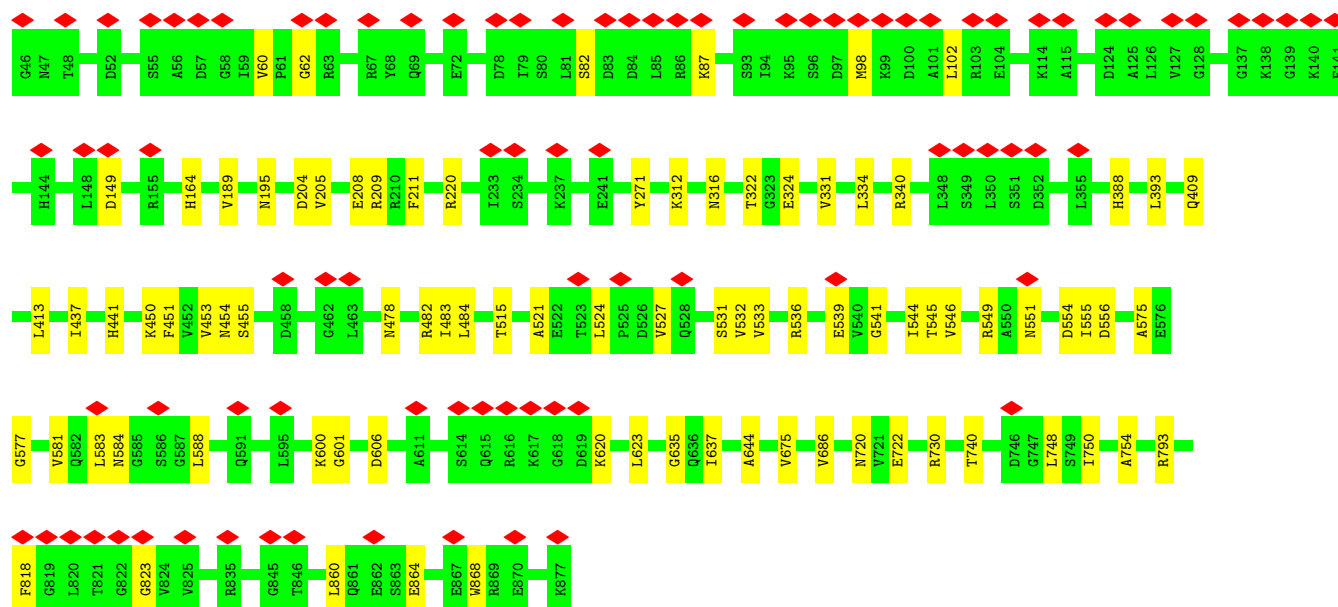 G46 N47 T48 D52 S55 A56 D57 G58 I59 V60 P61 G62 R63 R67 Y68 Q69 E72 D78 I79 S80 L81 S82 D83 D84 L85 R86 K87 S93 I94 K95 S96 D97 M98 K99 D100 A101 L102 R103 E104 K114 A115 D124 A125 L126 V127 G128 G137 K138 G139 K140 E141
H144 L148 D149 R155 H164 V189 N195 D204 V205 E208 R209 R210 F211 R220 I233 S234 K237 E241 Y271 K312 N316 T322 G323 E324 V331 L334 R340 L348 S349 L350 S351 D352 L355 H388 L393 Q409
L413 I437 H441 K450 F451 V452 V453 N454 S455 D458 G462 L463 N478 R482 I483 L484 T515 A521 E522 T523 L524 P525 D526 V527 Q528 S531 V532 V533 R536 E539 V540 G541 I544 T545 V546 R549 A550 N551 D554 I555 D556 A575 E576
G577 V581 Q582 L583 N584 G585 S586 G587 L588 Q591 L595 K600 G601 D606 A611 S614 Q615 R616 K617 G618 D619 K620 L623 G635 Q636 I637 A644 V675 V686 N720 V721 E722 R730 T740 D746 G747 L748 S749 I750 A754 R793
F818 G819 L820 T821 G822 G823 V824 V825 R835 G845 T846 L860 Q861 E862 S863 E864 E867 W868 R869 E870 K877